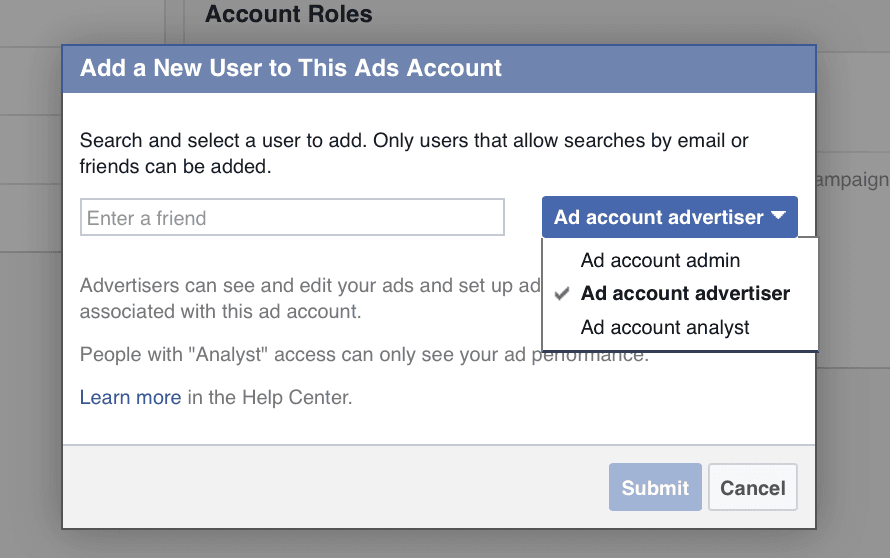 Account Roles
Add a New User to This Ads Account
Search and select a user to add. Only users that allow searches by email or
friends can be added.
Enter a friend
Ad account advertiser
Ad account admin
Ad account advertiser
Ad account analyst
ampaign
Advertisers can see and edit your ads and set up ad
associated with this ad account.
People with "Analyst" access can only see your ad performance.
Learn more in the Help Center.
Submit
Cancel